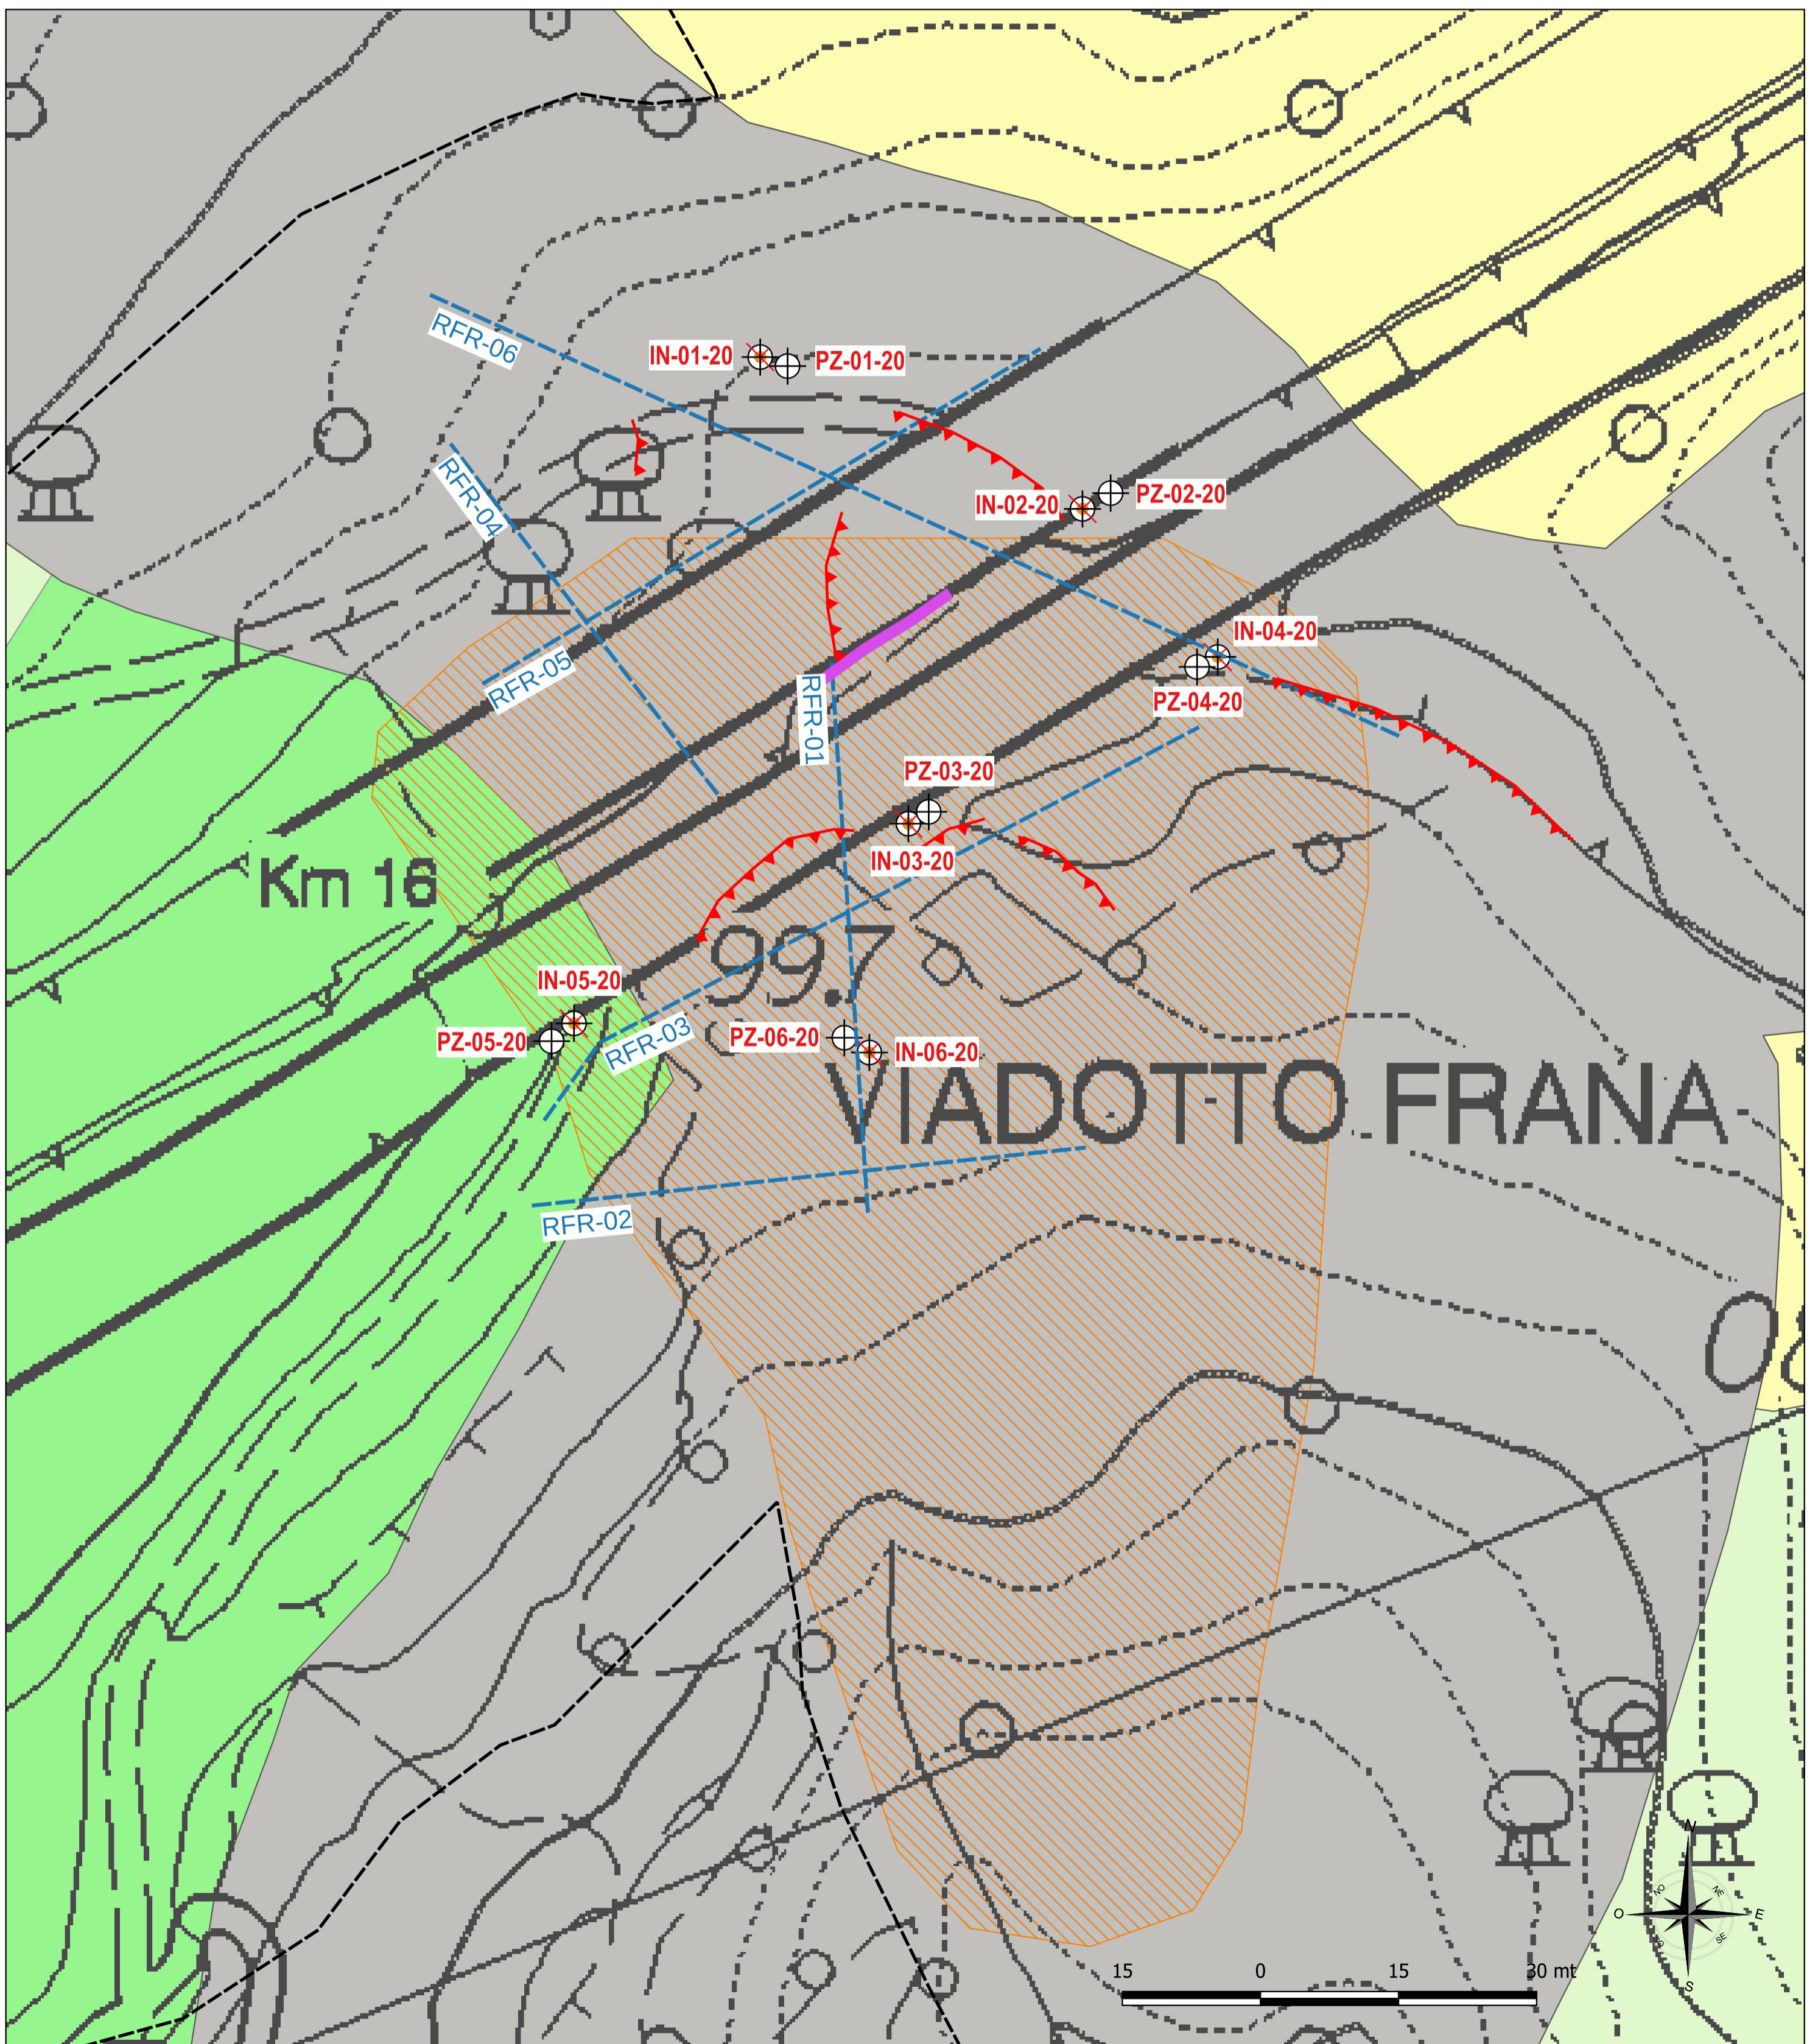 RFR-06
IN-01-20
PZ-01-20
RFR-04
IN-02-20
PZ-02-20
IN-04-20
RFR-05
RFR-01
PZ-04-20
PZ-03-20
Km 16
IN-03-20
99.7
IN-05-20
PZ-05-20
RFR-03
PZ-06-20
IN-06-20
VIADOTTO FRANA
RFR-02
N
NO
NE
O
E
SO
SE
S
15
0
15
30 mt